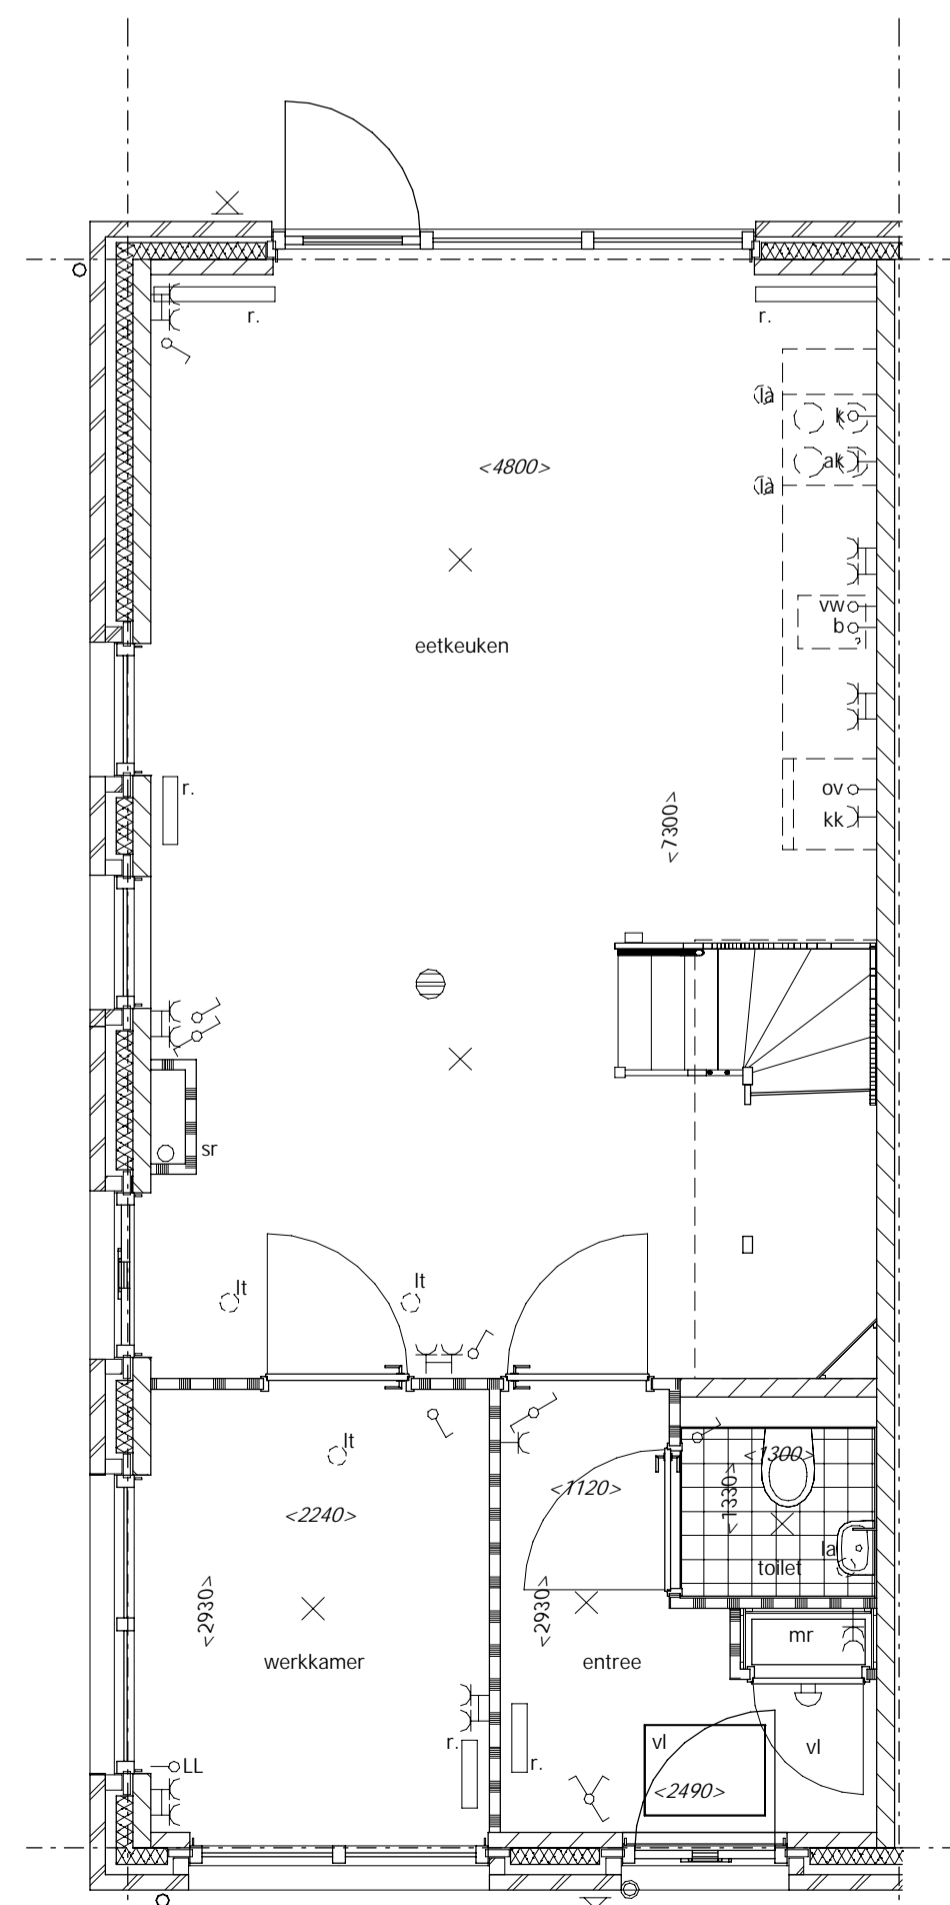 r.
r.
la
k
<4800>
ak
la
vw
b
eetkeuken
r.
ov
<7300>
kk
sr
lt
lt
lt
<1300>
<1120>
<1330>
<2240>
la
toilet
<2930>
<2930>
mr
werkkamer
entree
r.
vl
vl
r.
LL
<2490>